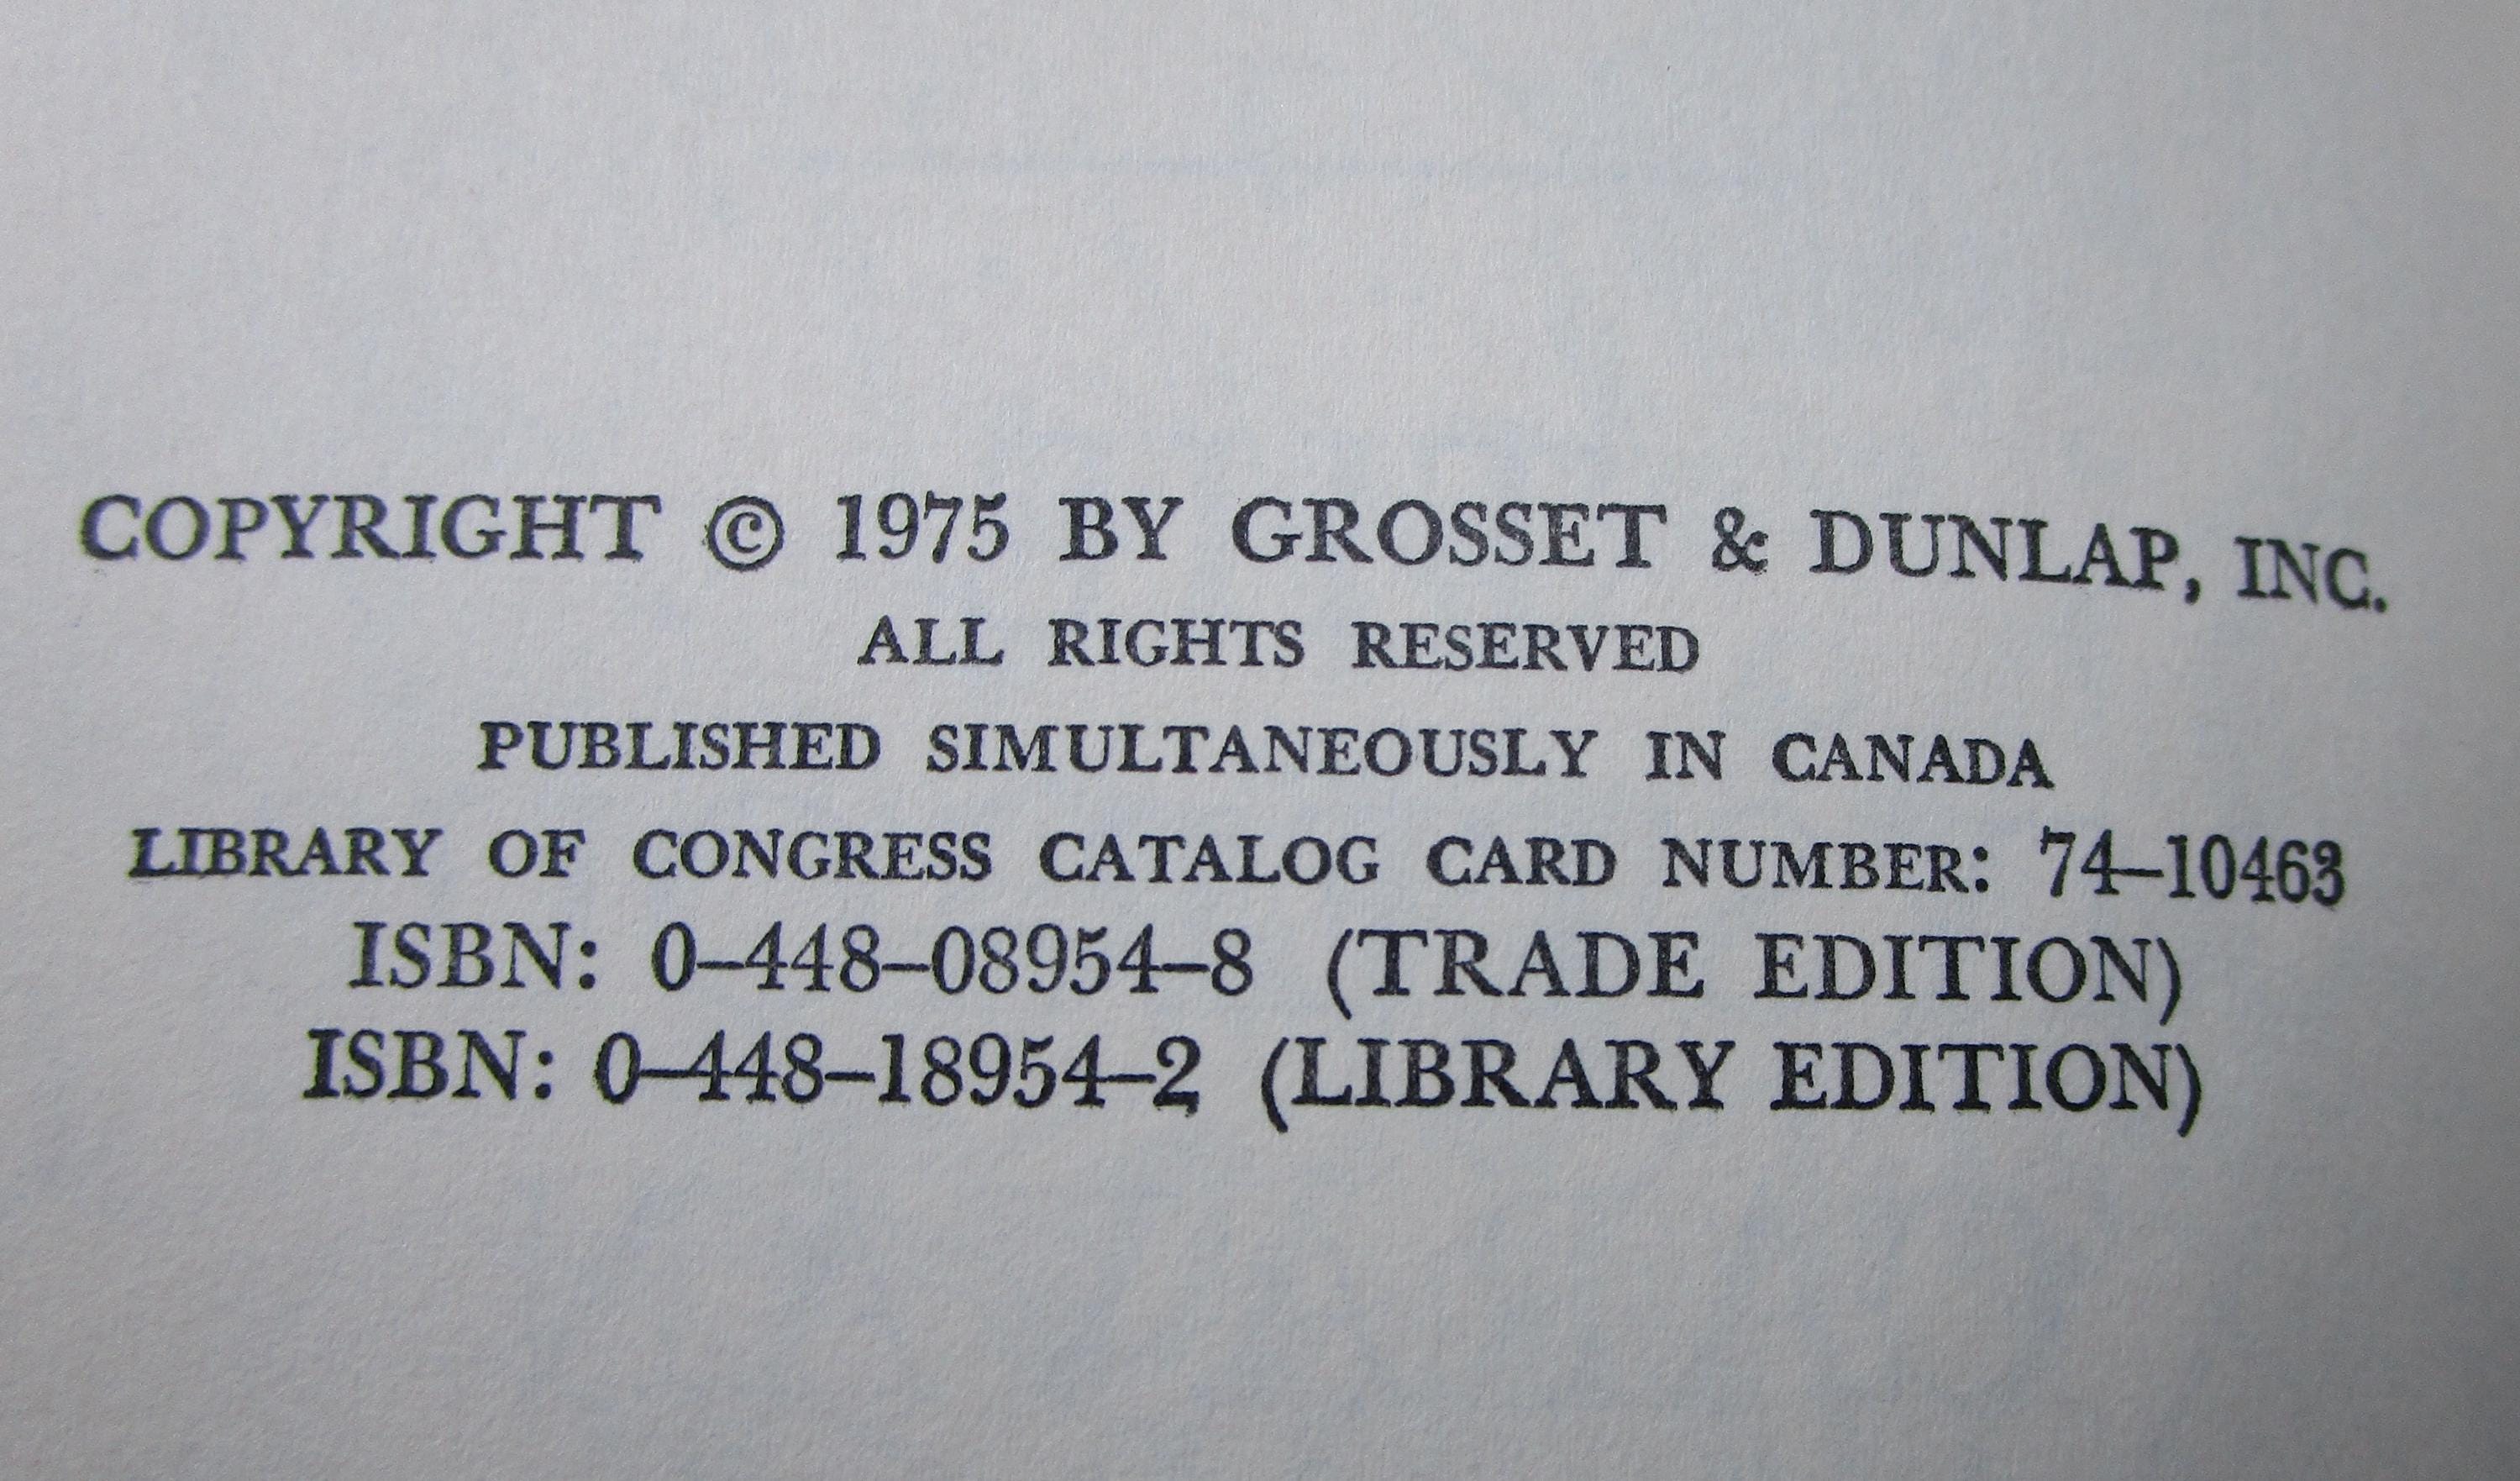 COPYRIGHT © 1975 BY GROSSET & DUNLAP, INC.
ALL RIGHTS RESERVED
PUBLISHED SIMULTANEOUSLY IN CANADA
LIBRARY OF CONGRESS CATALOG CARD NUMBER: 74–10463
ISBN: 0–448–08954–8 (TRADE EDITION)
ISBN: 0–448–18954–2 (LIBRARY EDITION)